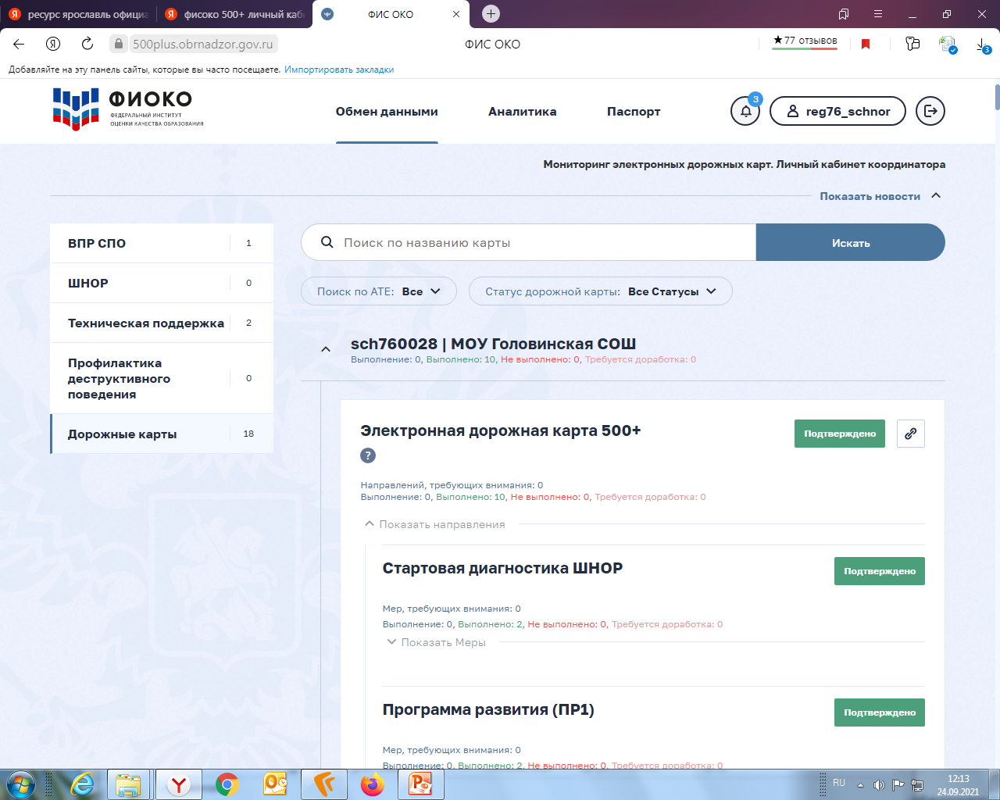 ресурс ярославль официа
фисоко 500+ личный каб
ФИС ОКО
500plus.obrnadzor.gov.ru
ФИС ОКО
★77 отзывов
3
Добавляйте на эту панель сайты, которые вы часто посещаете. Импортировать закладки
ФИОКО
ФЕДЕРАЛЬНЫЙ ИНСТИТУТ
ОЦЕНКИ КАЧЕСТВА ОБРАЗОВАНИЯ
Обмен данными
Аналитика
Паспорт
3
reg76_schnor
Мониторинг электронных дорожных карт. Личный кабинет координатора
Показать новости
ВПР СПО 1
ШНОР 0
Техническая поддержка 2
Профилактика
деструктивного 0
поведения
Дорожные карты 18
Поиск по названию карты
Искать
Поиск по АТЕ: Все
Статус дорожной карты: Все Статусы
sch760028 | МОУ Головинская СОШ
Выполнение: 0, Выполнено: 10, Не выполнено: 0, Требуется доработка: 0
Электронная дорожная карта 500+
Подтверждено
?
Направлений, требующих внимания: 0
Выполнение: 0, Выполнено: 10, Не выполнено: 0, Требуется доработка: 0
Показать направления
Стартовая диагностика ШНОР
Подтверждено
Мер, требующих внимания: 0
Выполнение: 0, Выполнено: 2, Не выполнено: 0, Требуется доработка: 0
Показать Меры
Программа развития (ПР1)
Подтверждено
Мер, требующих внимания: 0
Выполнение: 0, Выполнено: 2, Не выполнено: 0, Требуется доработка: 0
RU
12:13
24.09.2021